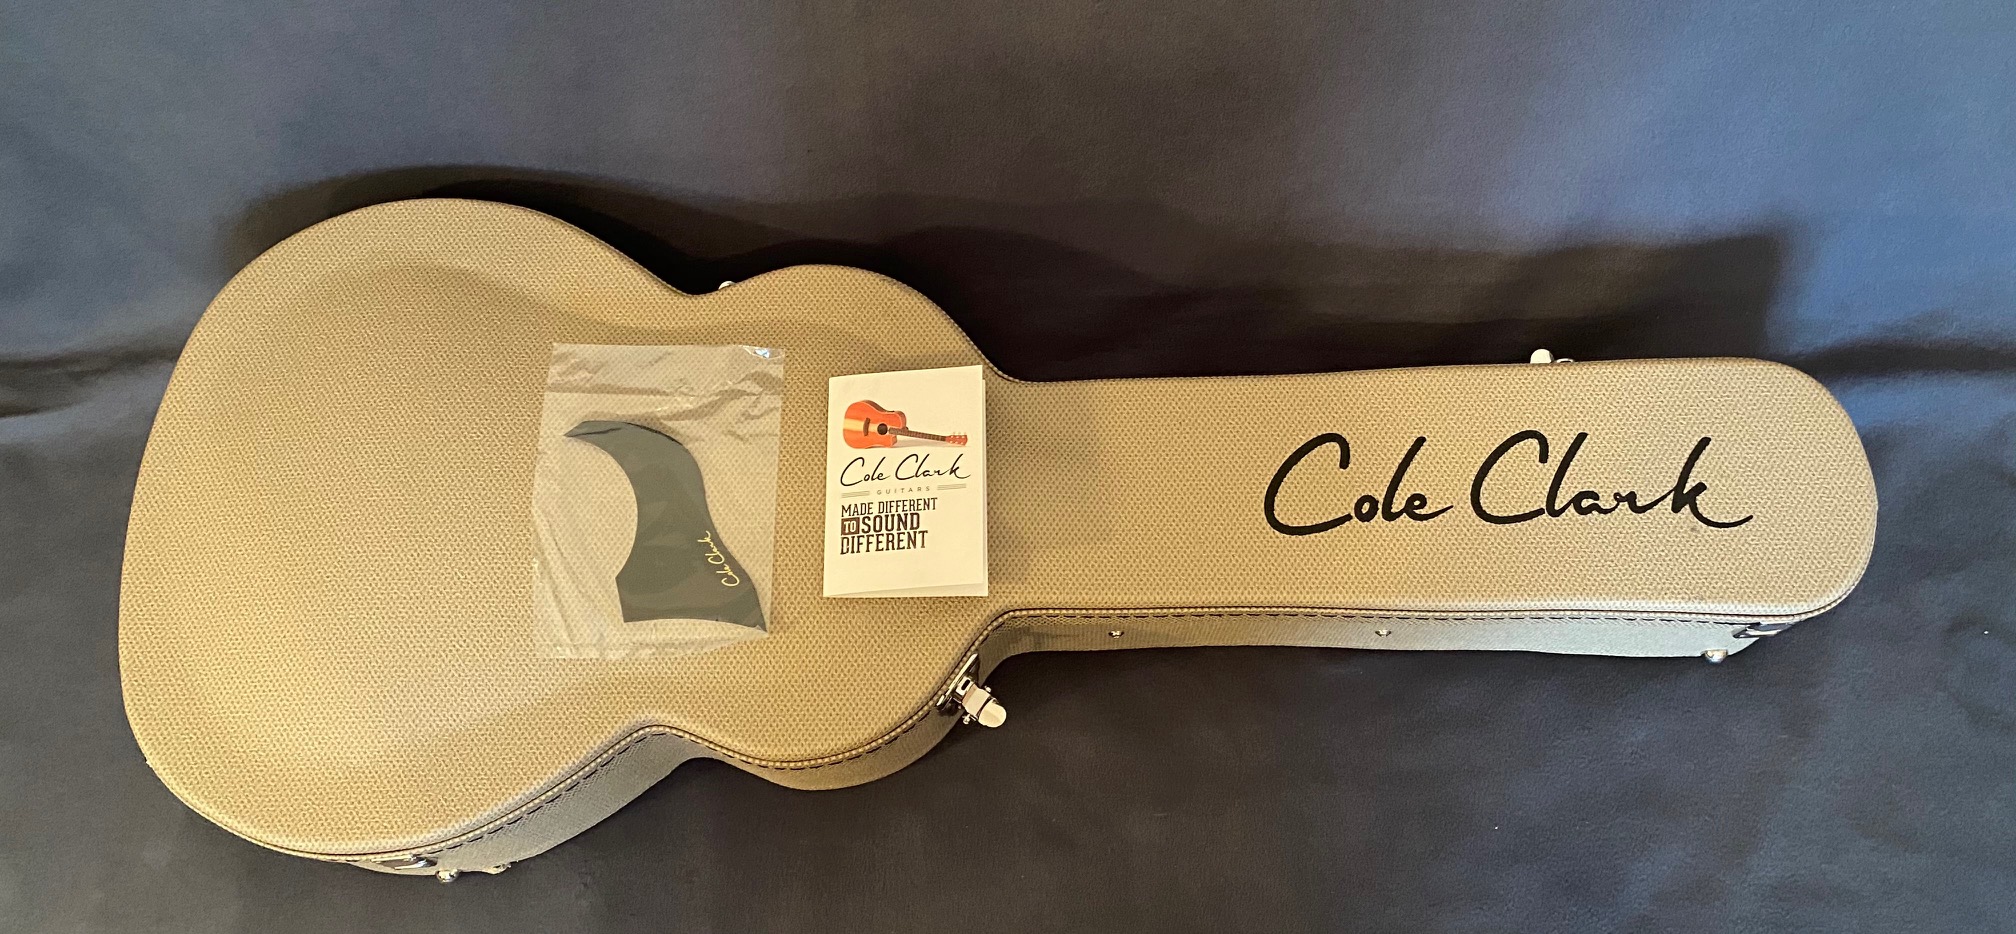 Cole Clark
Cole Clark
GUITARS
MADE DIFFERENT
TO SOUND
DIFFERENT
Cole Clark